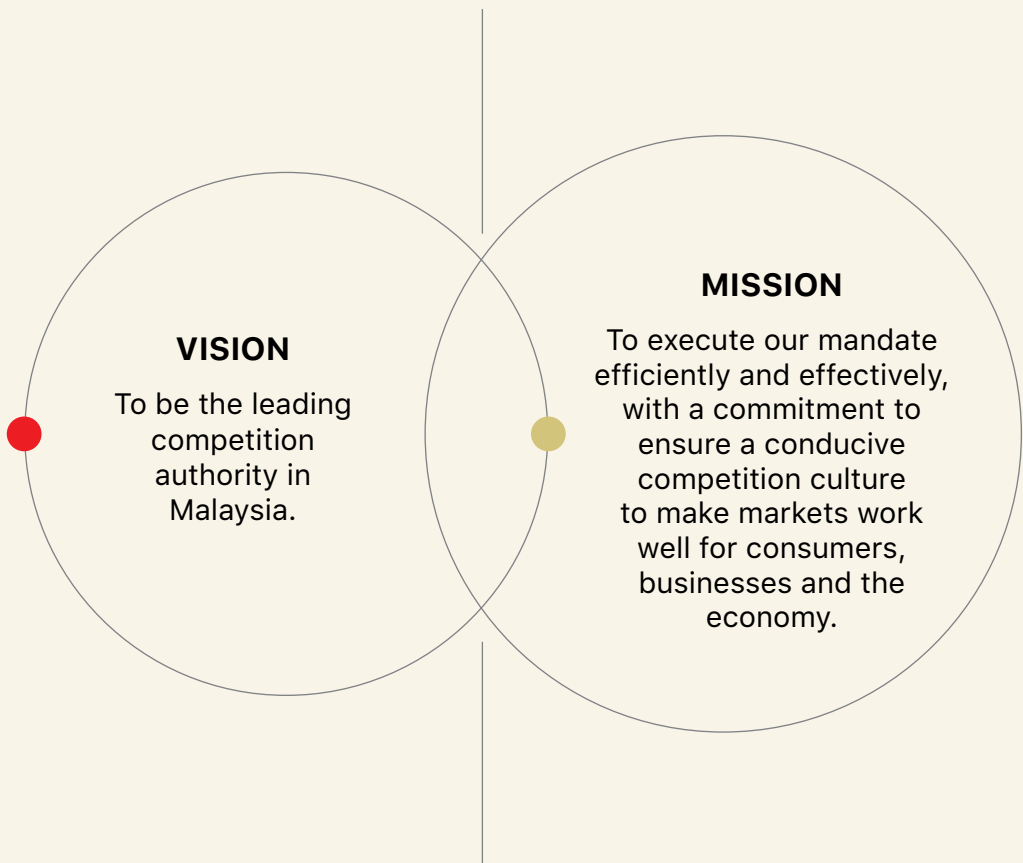 VISION
To be the leading
competition
authority in
Malaysia.
MISSION
To execute our mandate
efficiently and effectively,
with a commitment to
ensure a conducive
competition culture
to make markets work
well for consumers,
businesses and the
economy.